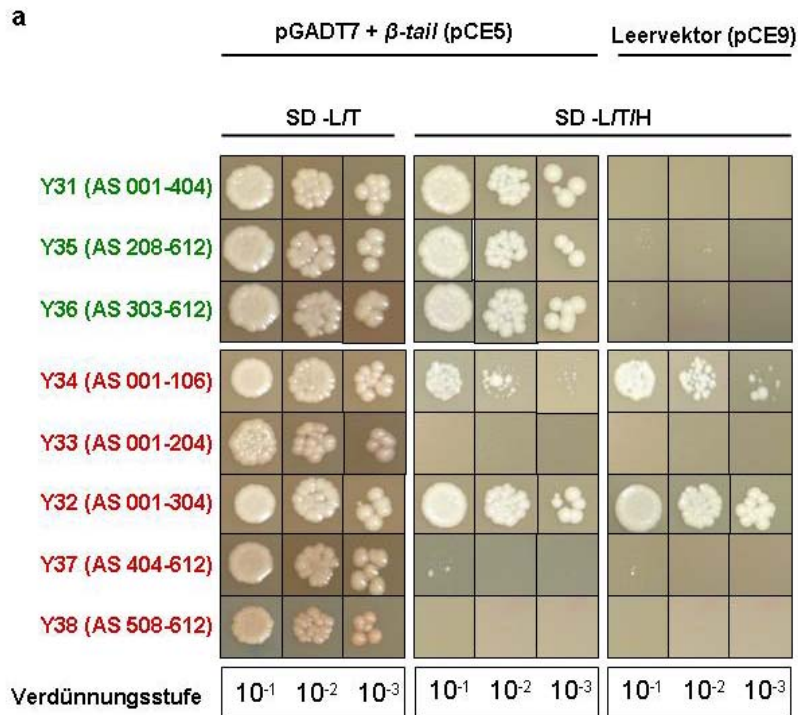 a
pGADT7 + β-tail (pCE5)
Leervektor (pCE9)
SD -L/T
SD -L/T/H
Y31 (AS 001-404)
Y35 (AS 208-612)
Y36 (AS 303-612)
Y34 (AS 001-106)
Y33 (AS 001-204)
Y32 (AS 001-304)
Y37 (AS 404-612)
Y38 (AS 508-612)
Verdünnungsstufe 10⁻¹ 10⁻² 10⁻³ 10⁻¹ 10⁻² 10⁻³ 10⁻¹ 10⁻² 10⁻³